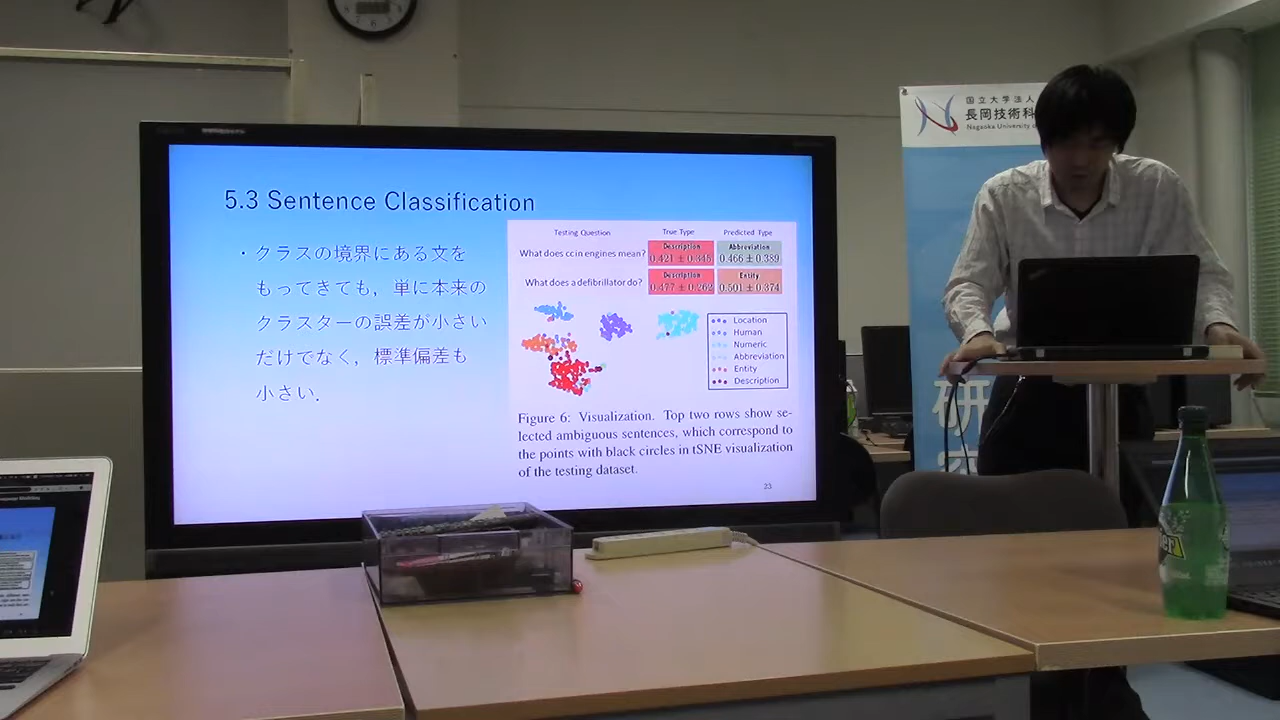 5.3 Sentence Classification
・クラスの境界にある文を
もってきても，単に本来の
クラスターの誤差が小さい
だけでなく，標準偏差も
小さい．
Testing Question True Type Predicted Type
What does cc in engines mean? Description 0.421 ± 0.345 Abbreviation 0.466 ± 0.389
What does a defibrillator do? Description 0.477 ± 0.262 Entity 0.501 ± 0.374
Location
Human
Numeric
Abbreviation
Entity
Description
Figure 6: Visualization. Top two rows show se-
lected ambiguous sentences, which correspond to
the points with black circles in tSNE visualization
of the testing dataset.
23
国立大学法人
長岡技術科
Nagaoka University
研